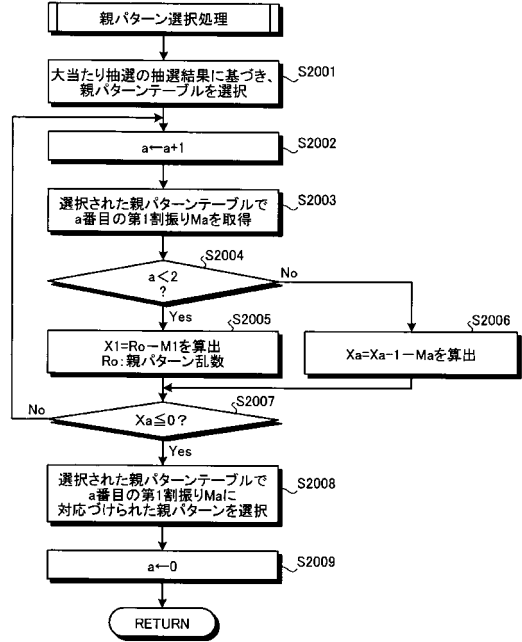 親パターン選択処理
大当たり抽選の抽選結果に基づき、
親パターンテーブルを選択
S2001
a←a+1
S2002
選択された親パターンテーブルで
a番目の第1割振りMaを取得
S2003
a<2
?
S2004
No
Yes
X1=Ro-M1を算出
Ro:親パターン乱数
S2005
Xa=Xa-1-Maを算出
S2006
Xa≦0?
S2007
No
Yes
選択された親パターンテーブルで
a番目の第1割振りMaに
対応づけられた親パターンを選択
S2008
a←0
S2009
RETURN